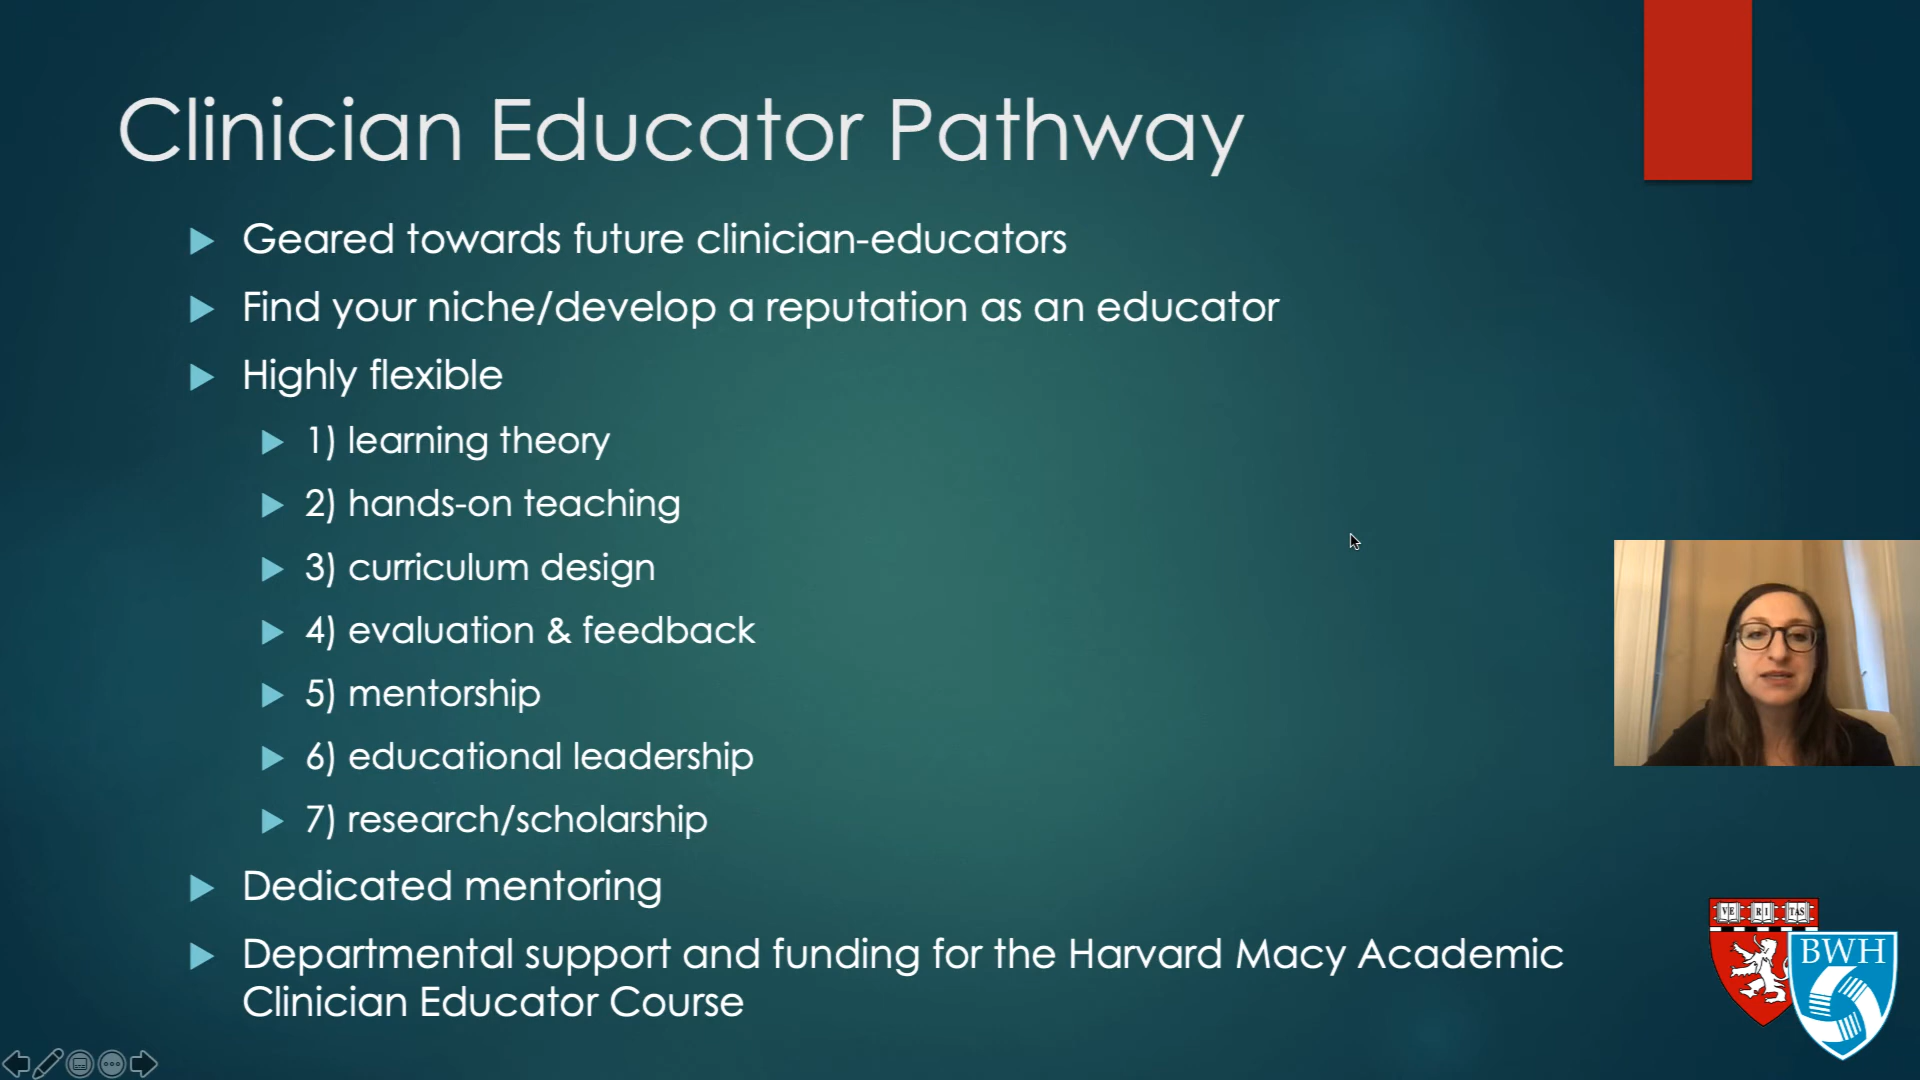 Clinician Educator Pathway
Geared towards future clinician-educators
Find your niche/develop a reputation as an educator
Highly flexible
1) learning theory
2) hands-on teaching
3) curriculum design
4) evaluation & feedback
5) mentorship
6) educational leadership
7) research/scholarship
Dedicated mentoring
Departmental support and funding for the Harvard Macy Academic
Clinician Educator Course
VE RI TAS
BWH